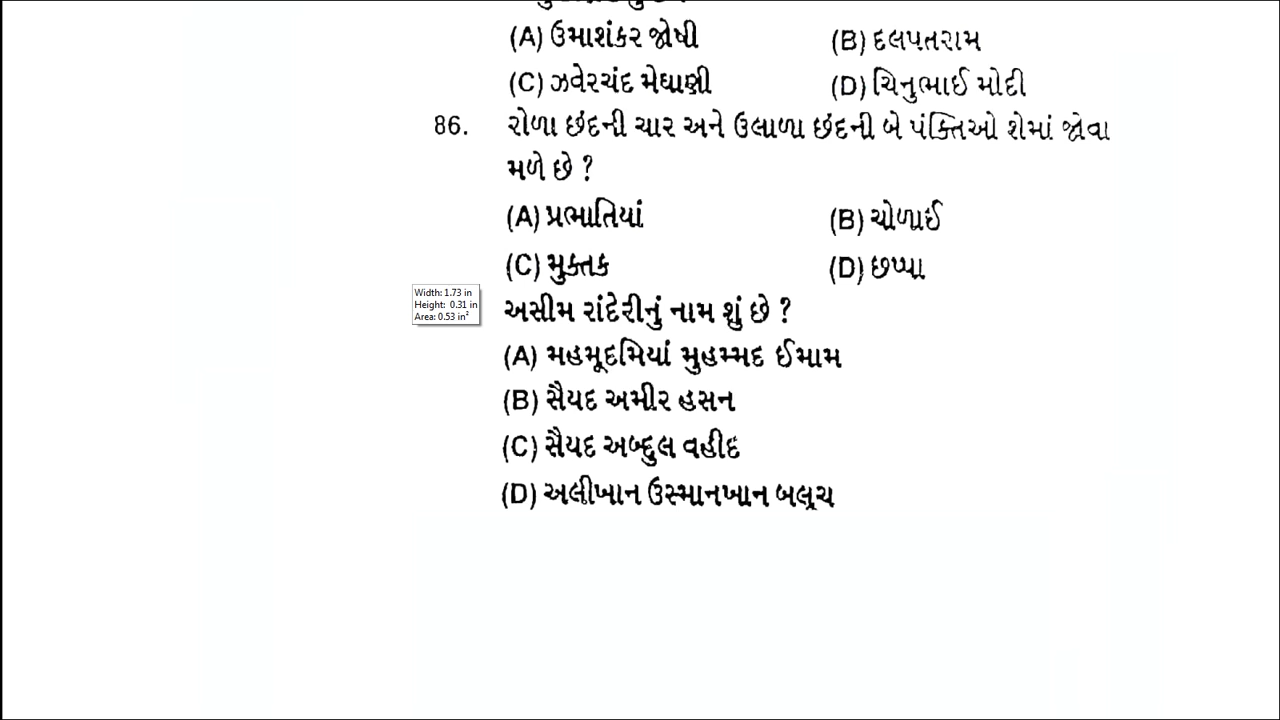 (A) ઉમાશંકર જોષી (B) દલપતરામ
(C) ઝવેરચંદ મેઘાણી (D) ચિનુભાઈ મોદી
86. રોળા છંદની ચાર અને ઉલાળા છંદની બે પંક્તિઓ શેમાં જોવા
મળે છે ?
(A) પ્રભાતિયાં (B) ચોળાઈ
(C) મુક્તક (D) છપ્પા
Width: 1.73 in
Height: 0.31 in
Area: 0.53 in²
અસીમ રાંદેરીનું નામ શું છે ?
(A) મહમૂદમિયાં મુહમ્મદ ઈમામ
(B) સૈયદ અમીર હસન
(C) સૈયદ અબ્દુલ વહીદ
(D) અલીખાન ઉસ્માનખાન બલૂચ